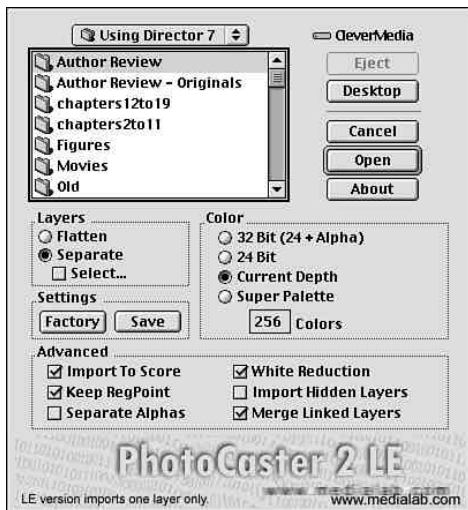 Using Director 7
CleverMedia
Author Review
Author Review - Originals
chapters12to19
chapters2to11
Figures
Movies
Old
Eject
Desktop
Cancel
Open
About
Layers
Flatten
Separate
Select...
Settings
Factory
Save
Color
32 Bit (24 + Alpha)
24 Bit
Current Depth
Super Palette
256 Colors
Advanced
Import To Score
Keep RegPoint
Separate Alphas
White Reduction
Import Hidden Layers
Merge Linked Layers
PhotoCaster 2 LE
www.medialab.com
LE version imports one layer only.
www.medialab.com